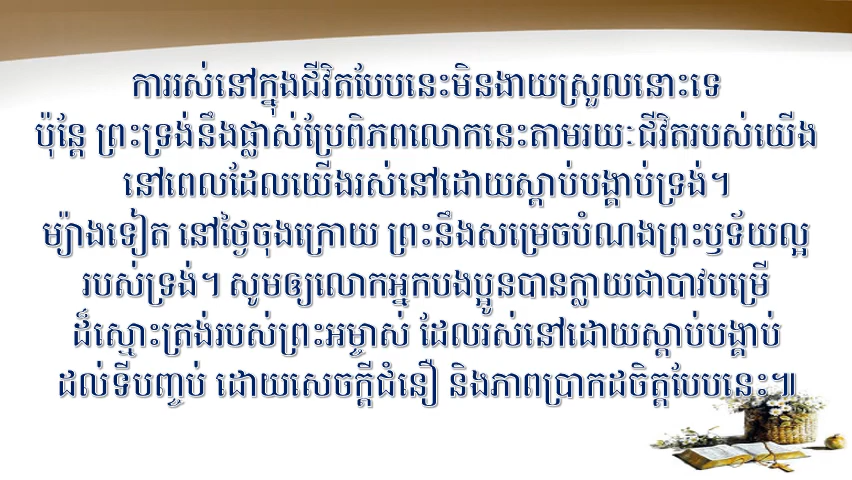 ការរស់នៅក្នុងជីវិតបែបនេះមិនងាយស្រួលនោះទេ
ប៉ុន្តែ ព្រះទ្រង់នឹងផ្លាស់ប្រែពិភពលោកនេះតាមរយៈជីវិតរបស់យើង
នៅពេលដែលយើងរស់នៅដោយស្តាប់បង្គាប់ទ្រង់។
ម្យ៉ាងទៀត នៅថ្ងៃចុងក្រោយ ព្រះនឹងសម្រេចបំណងព្រះឫទ័យល្អ
របស់ទ្រង់។ សូមឲ្យលោកអ្នកបងប្អូនបានក្លាយជាបាវបម្រើ
ដ៏ស្មោះត្រង់របស់ព្រះអម្ចាស់ ដែលរស់នៅដោយស្តាប់បង្គាប់
ដល់ទីបញ្ចប់ ដោយសេចក្តីជំនឿ និងភាពប្រាកដចិត្តបែបនេះ៕